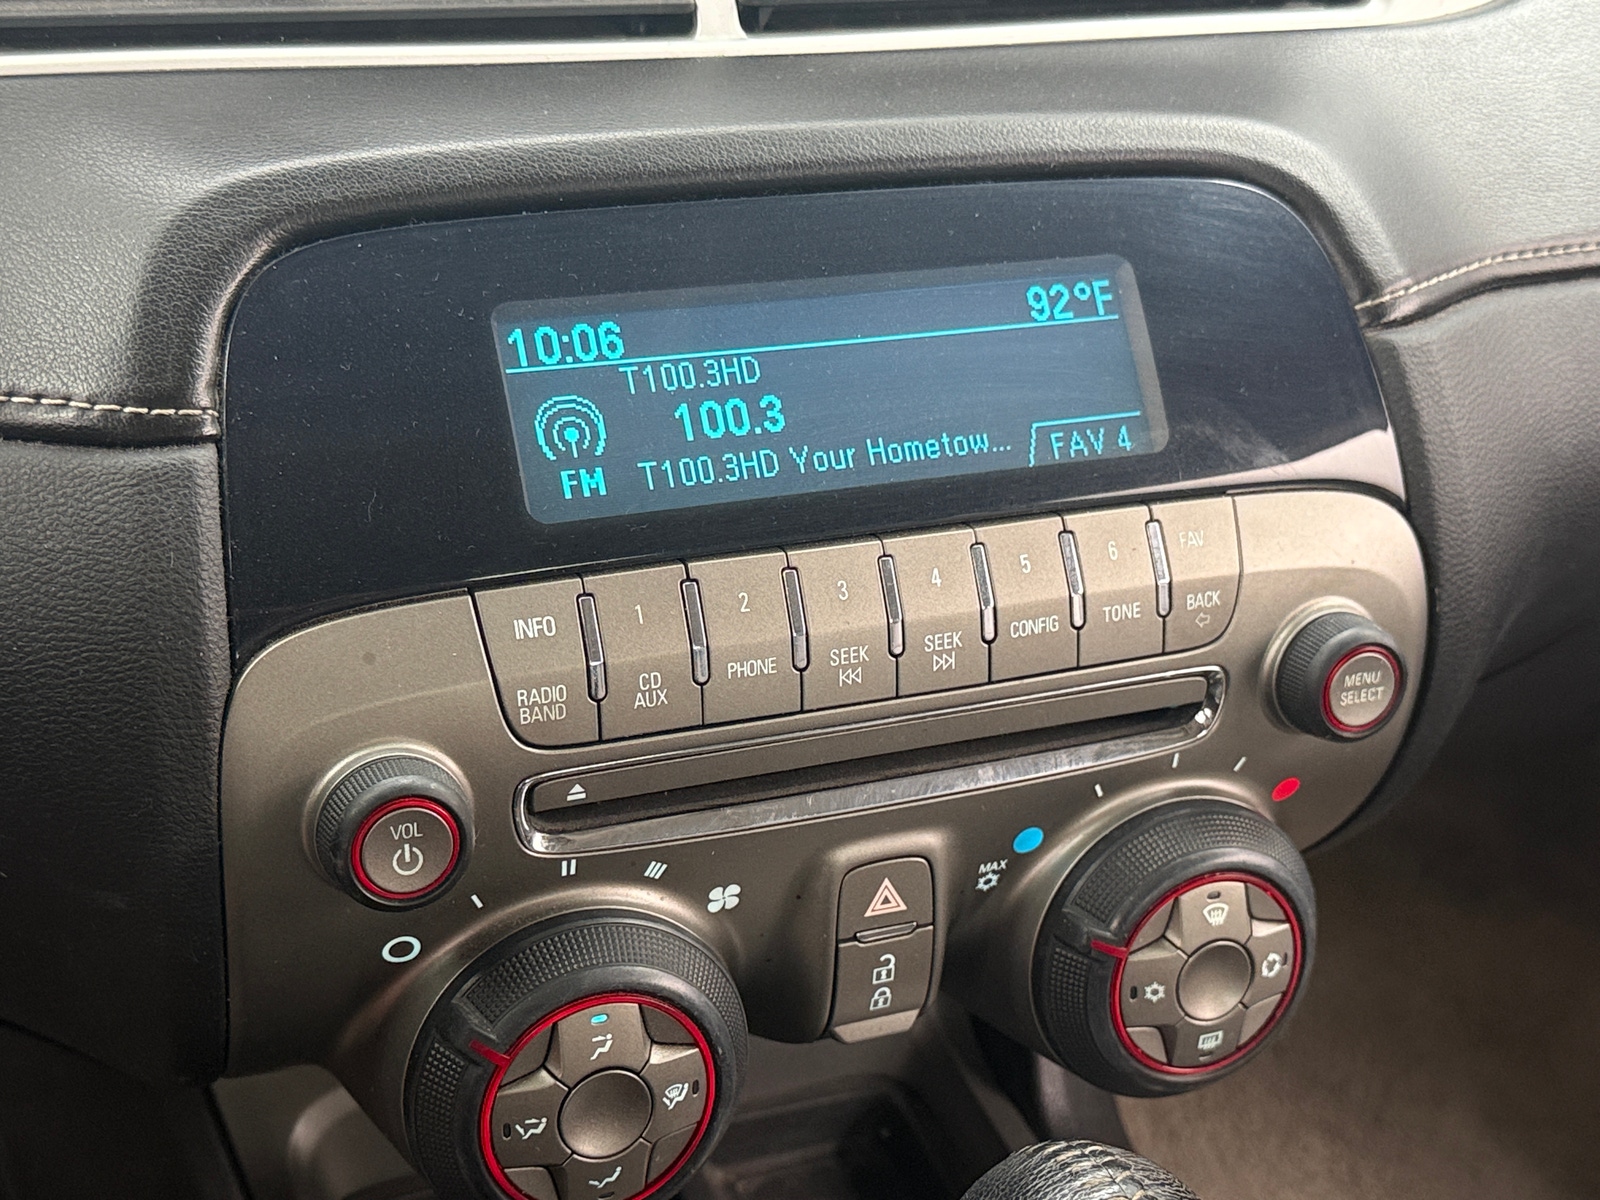 10:06
92°F
T100.3HD
100.3
FM
T100.3HD Your Hometow...
FAV 4
INFO
1
2
3
4
5
6
FAV
RADIO
BAND
CD
AUX
PHONE
SEEK
SEEK
CONFIG
TONE
BACK
MENU
SELECT
VOL
MAX